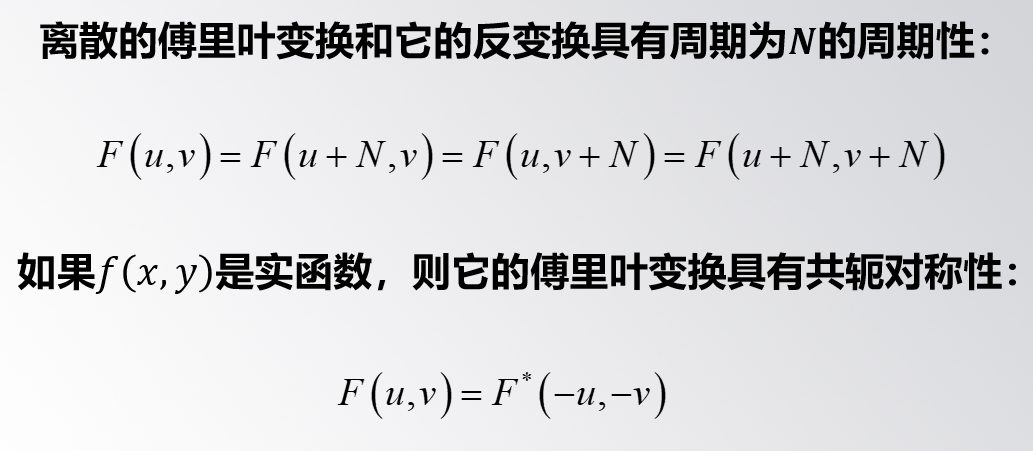 离散的傅里叶变换和它的反变换具有周期为N的周期性：
F(u,v)=F(u+N,v)=F(u,v+N)=F(u+N,v+N)
如果f(x,y)是实函数，则它的傅里叶变换具有共轭对称性：
F(u,v)=F*(−u,−v)